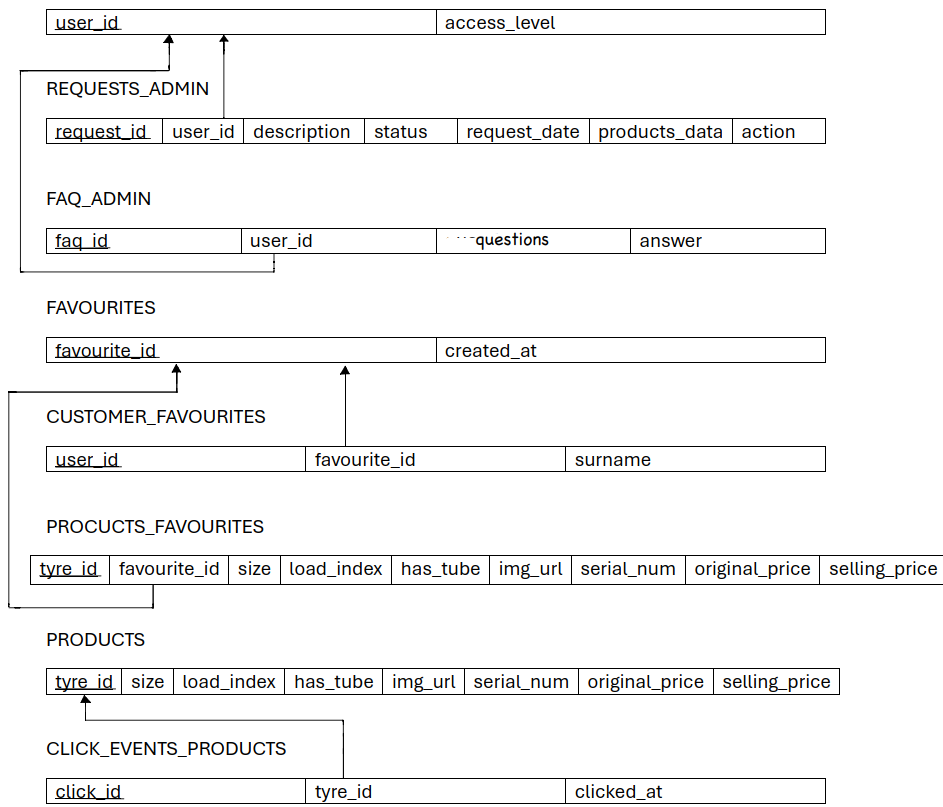 user_id access_level
REQUESTS_ADMIN
request_id user_id description status request_date products_data action
FAQ_ADMIN
faq_id user_id questions answer
FAVOURITES
favourite_id created_at
CUSTOMER_FAVOURITES
user_id favourite_id surname
PROCUCTS_FAVOURITES
tyre_id favourite_id size load_index has_tube img_url serial_num original_price selling_price
PRODUCTS
tyre_id size load_index has_tube img_url serial_num original_price selling_price
CLICK_EVENTS_PRODUCTS
click_id tyre_id clicked_at